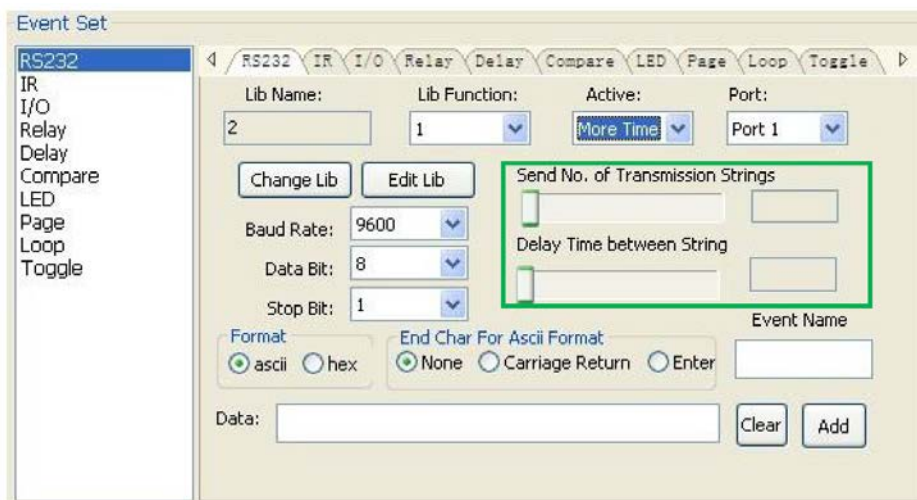 Event Set
RS232
IR
I/O
Relay
Delay
Compare
LED
Page
Loop
Toggle
RS232 IR I/O Relay Delay Compare LED Page Loop Toggle
Lib Name: Lib Function: Active: Port:
2 1 More Time Port 1
Change Lib Edit Lib
Send No. of Transmission Strings
Baud Rate: 9600
Delay Time between String
Data Bit: 8
Stop Bit: 1
Event Name
Format End Char For Ascii Format
ascii hex None Carriage Return Enter
Data: Clear Add